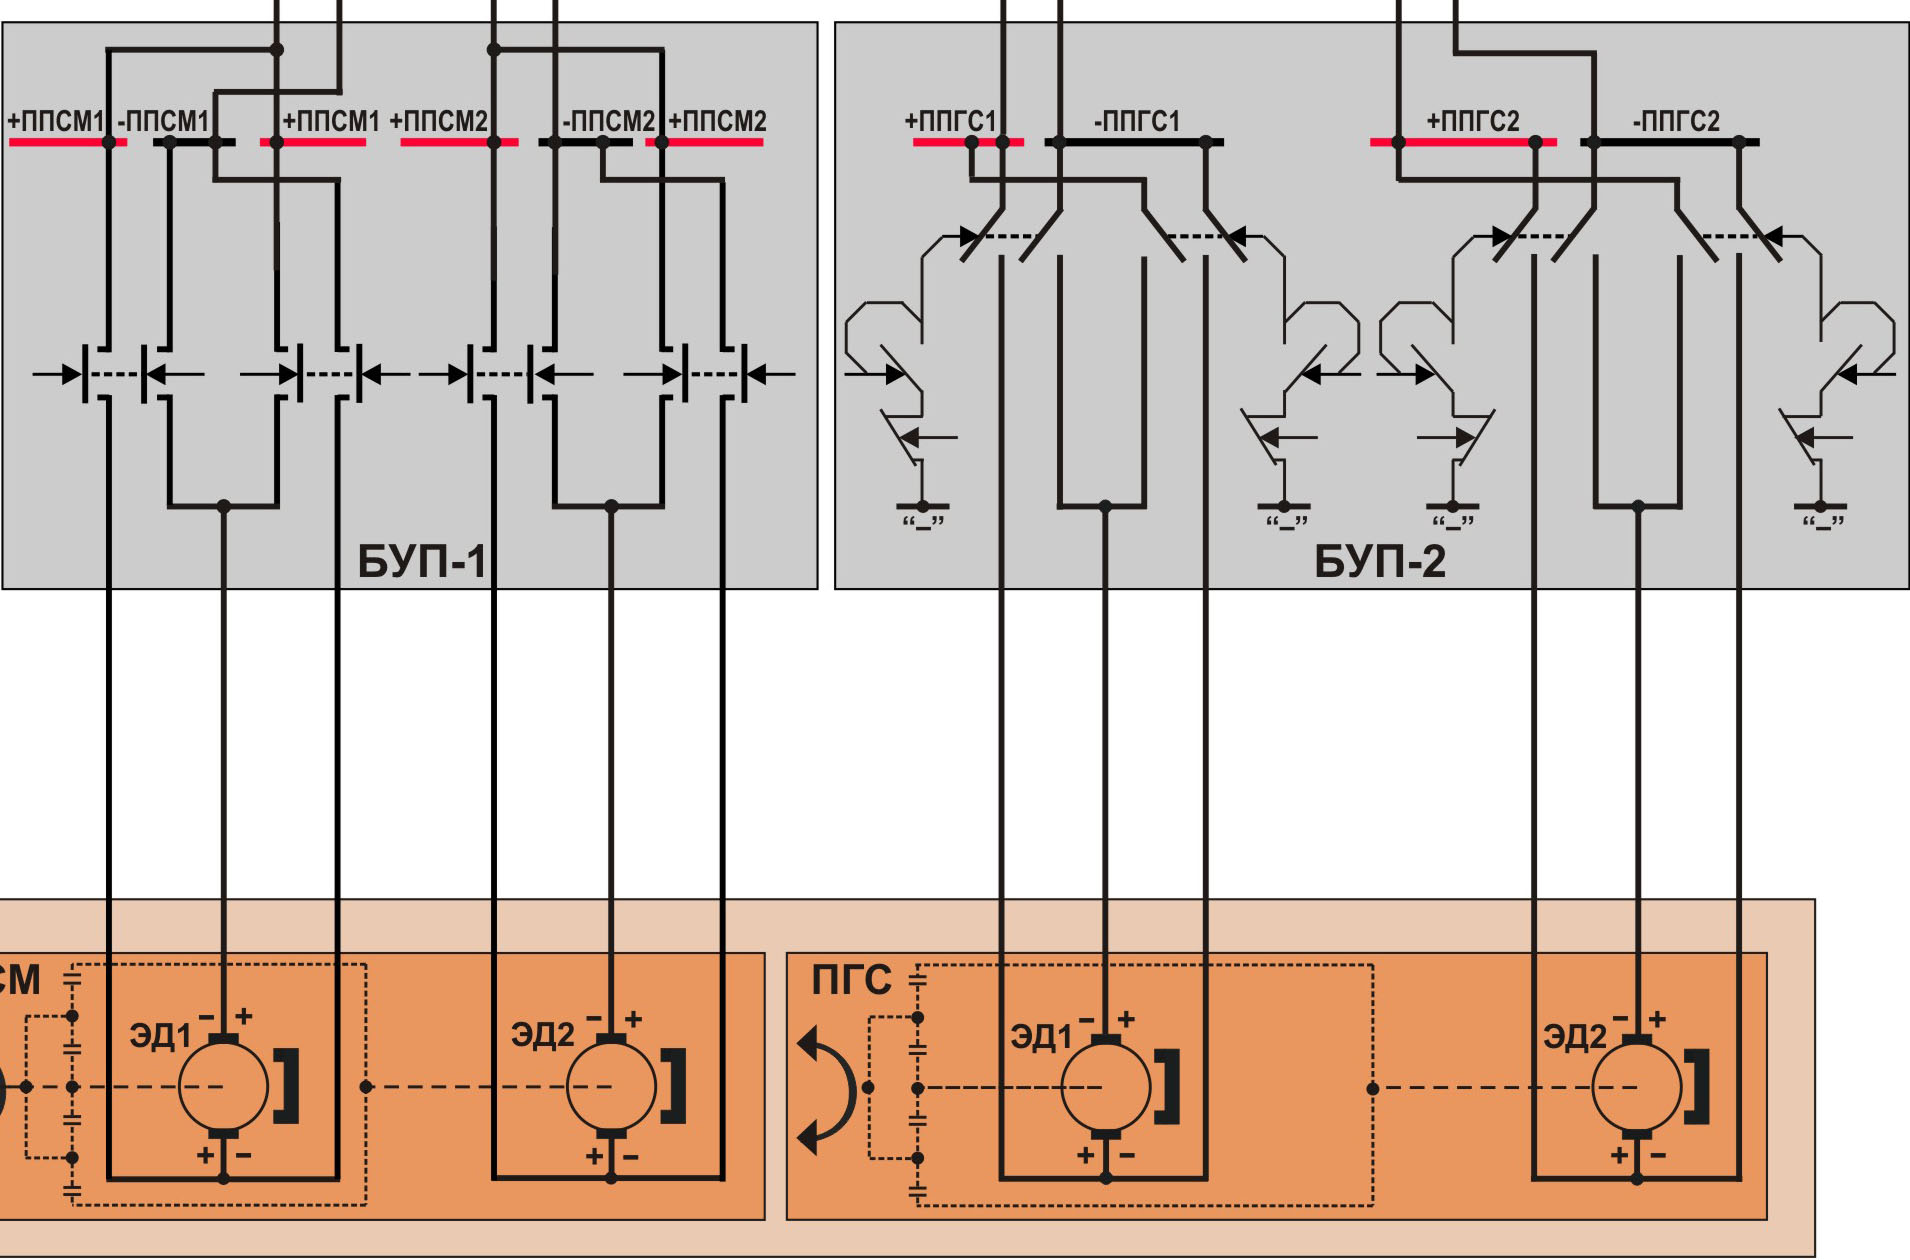 +ППСМ1 -ППСМ1 +ППСМ1 +ППСМ2 -ППСМ2 +ППСМ2
+ППГС1 -ППГС1 +ППГС2 -ППГС2
“–” “–” “–” “–”
БУП-1
БУП-2
СМ
ЭД1 – +
+ –
ЭД2 – +
+ –
ПГС
ЭД1 – +
+ –
ЭД2 – +
+ –